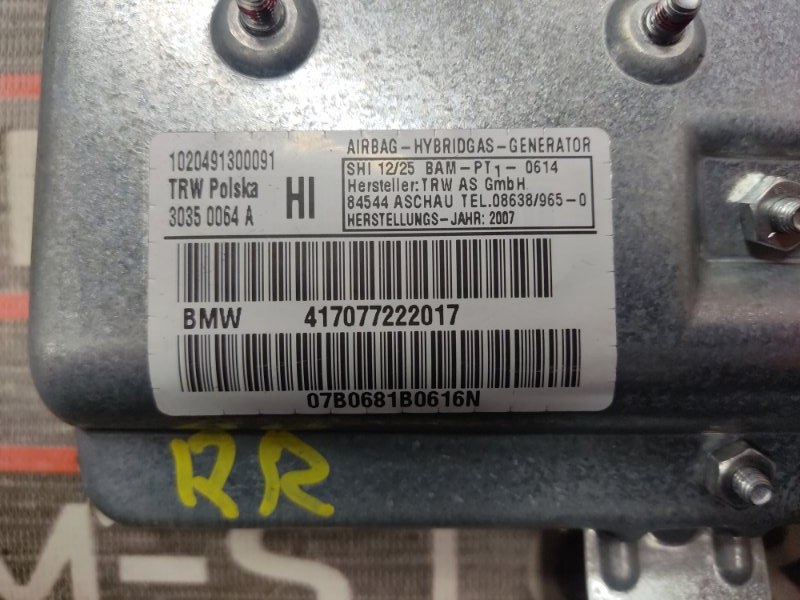 1020491300091
TRW Polska
3035 0064 A
HI
AIRBAG-HYBRIDGAS-GENERATOR
SHI 12/25 BAM-PT1-0614
Hersteller: TRW AS GmbH.
84544 ASCHAU TEL.08638/965-0
HERSTELLUNGS-JAHR: 2007
BMW 417077222017
07B0681B0616N
RR
M-S